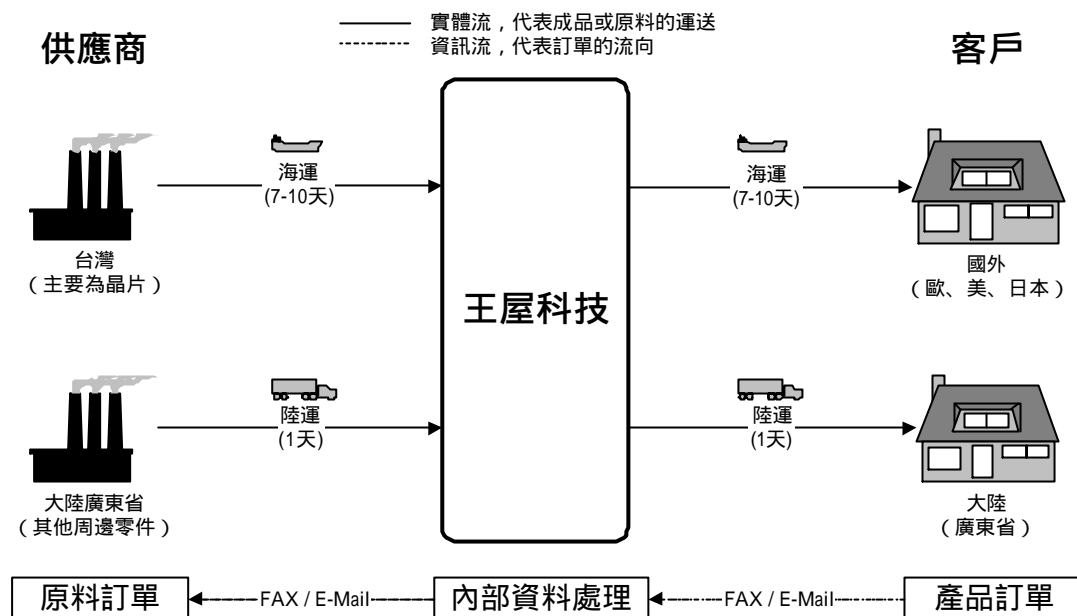 實體流，代表成品或原料的運送
資訊流，代表訂單的流向
供應商
客戶
海運
(7-10天)
海運
(7-10天)
台灣
（主要為晶片）
國外
（歐、美、日本）
王屋科技
陸運
(1天)
陸運
(1天)
大陸廣東省
（其他周邊零件）
大陸
（廣東省）
原料訂單
FAX / E-Mail
內部資料處理
FAX / E-Mail
產品訂單